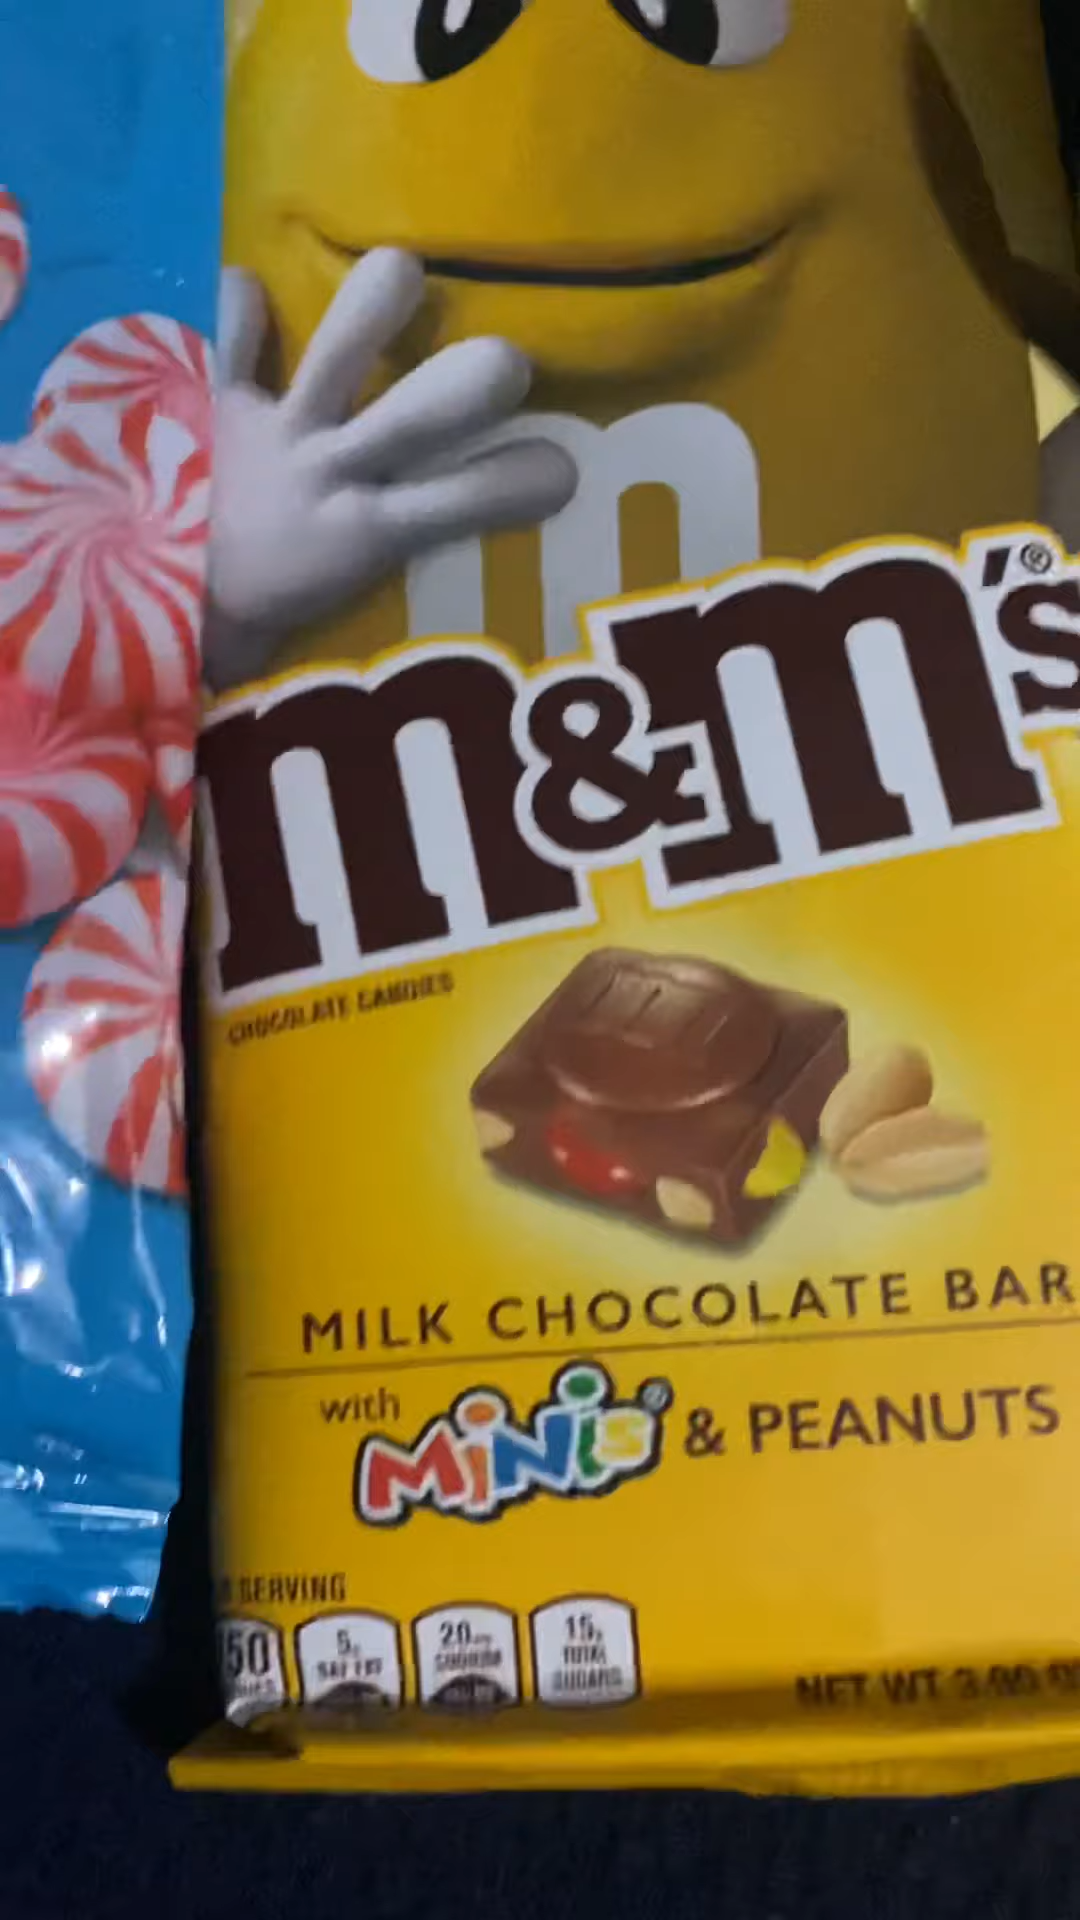 m
m&m's®
CHOCOLATE CANDIES
MILK CHOCOLATE BAR
with MINIS® & PEANUTS
SERVING
50
5g
SAT FAT
20mg
SODIUM
15g
TOTAL
SUGARS
NET WT